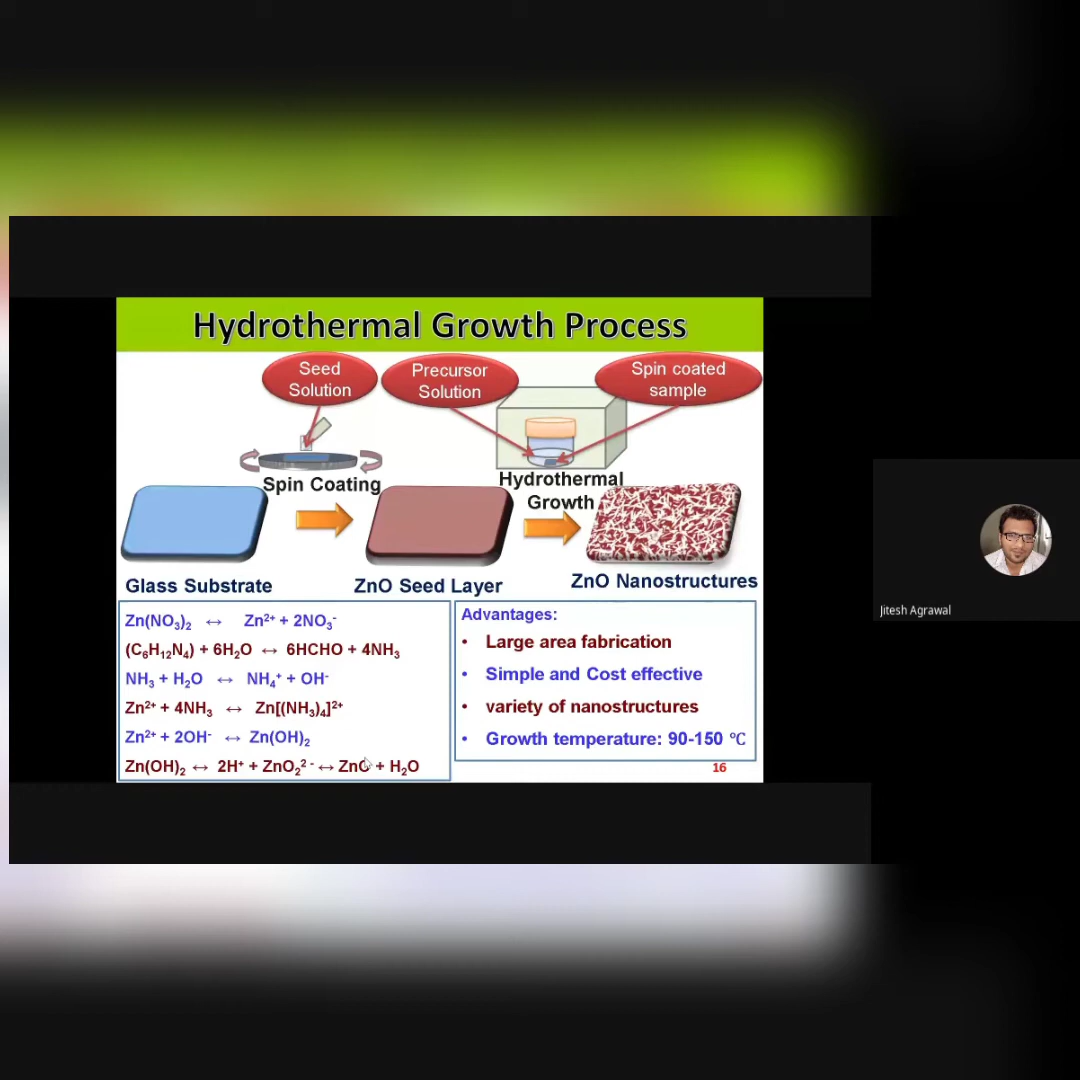 Hydrothermal Growth Process
Seed
Solution
Precursor
Solution
Spin coated
sample
Spin Coating
Hydrothermal
Growth
Glass Substrate
ZnO Seed Layer
ZnO Nanostructures
Zn(NO₃)₂ ↔ Zn²⁺ + 2NO₃⁻
(C₆H₁₂N₄) + 6H₂O ↔ 6HCHO + 4NH₃
NH₃ + H₂O ↔ NH₄⁺ + OH⁻
Zn²⁺ + 4NH₃ ↔ Zn[(NH₃)₄]²⁺
Zn²⁺ + 2OH⁻ ↔ Zn(OH)₂
Zn(OH)₂ ↔ 2H⁺ + ZnO₂²⁻ ↔ ZnO + H₂O
Advantages:
• Large area fabrication
• Simple and Cost effective
• variety of nanostructures
• Growth temperature: 90-150 ℃
16
Jitesh Agrawal